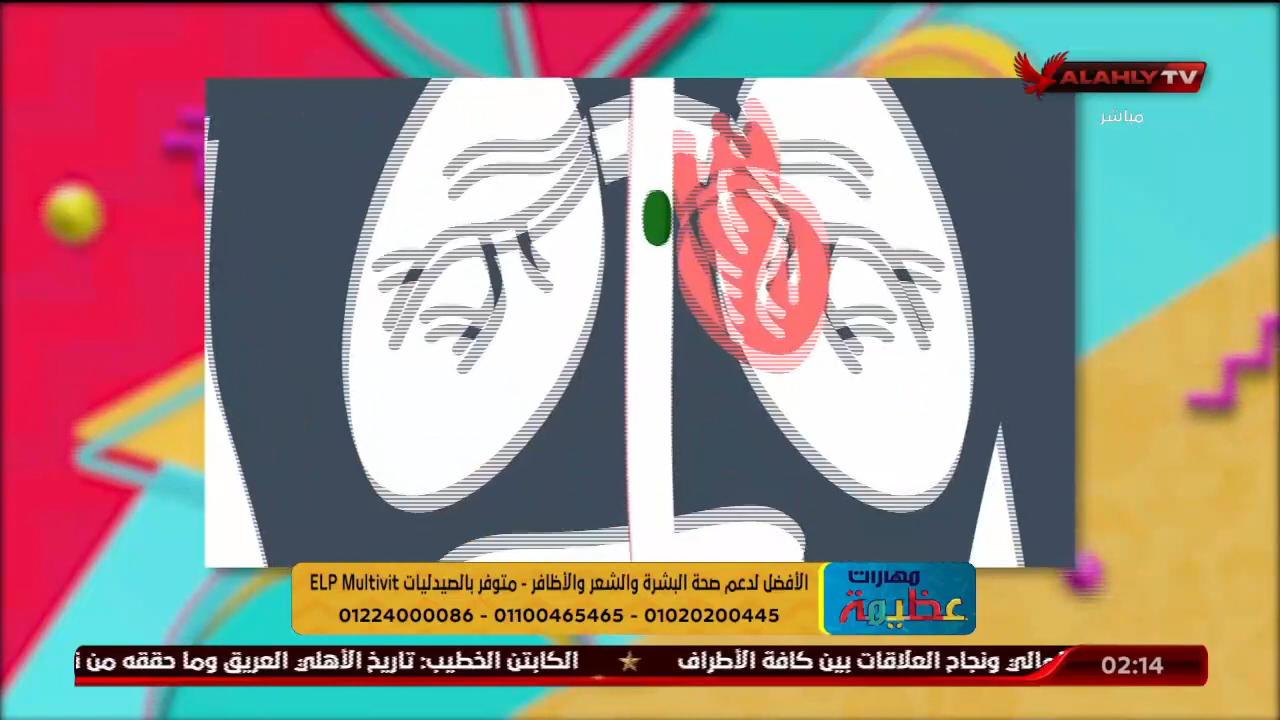 ALAHLY TV
مباشر
الأفضل لدعم صحة البشرة والشعر والأظافر - متوفر بالصيدليات ELP Multivit
01224000086 - 01100465465 - 01020200445
مهارات
عظيمة
ونجاح العلاقات بين كافة الأطراف
الكابتن الخطيب: تاريخ الأهلي العريق وما حققه من
02:14